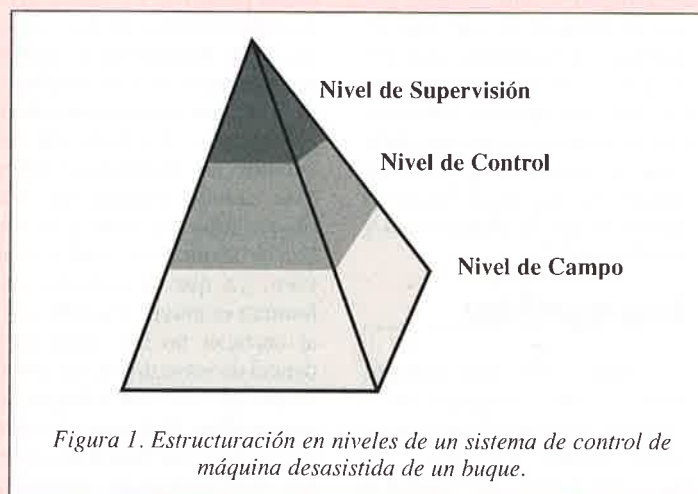 Nivel de Supervisión
Nivel de Control
Nivel de Campo
Figura 1. Estructuración en niveles de un sistema de control de
máquina desasistida de un buque.